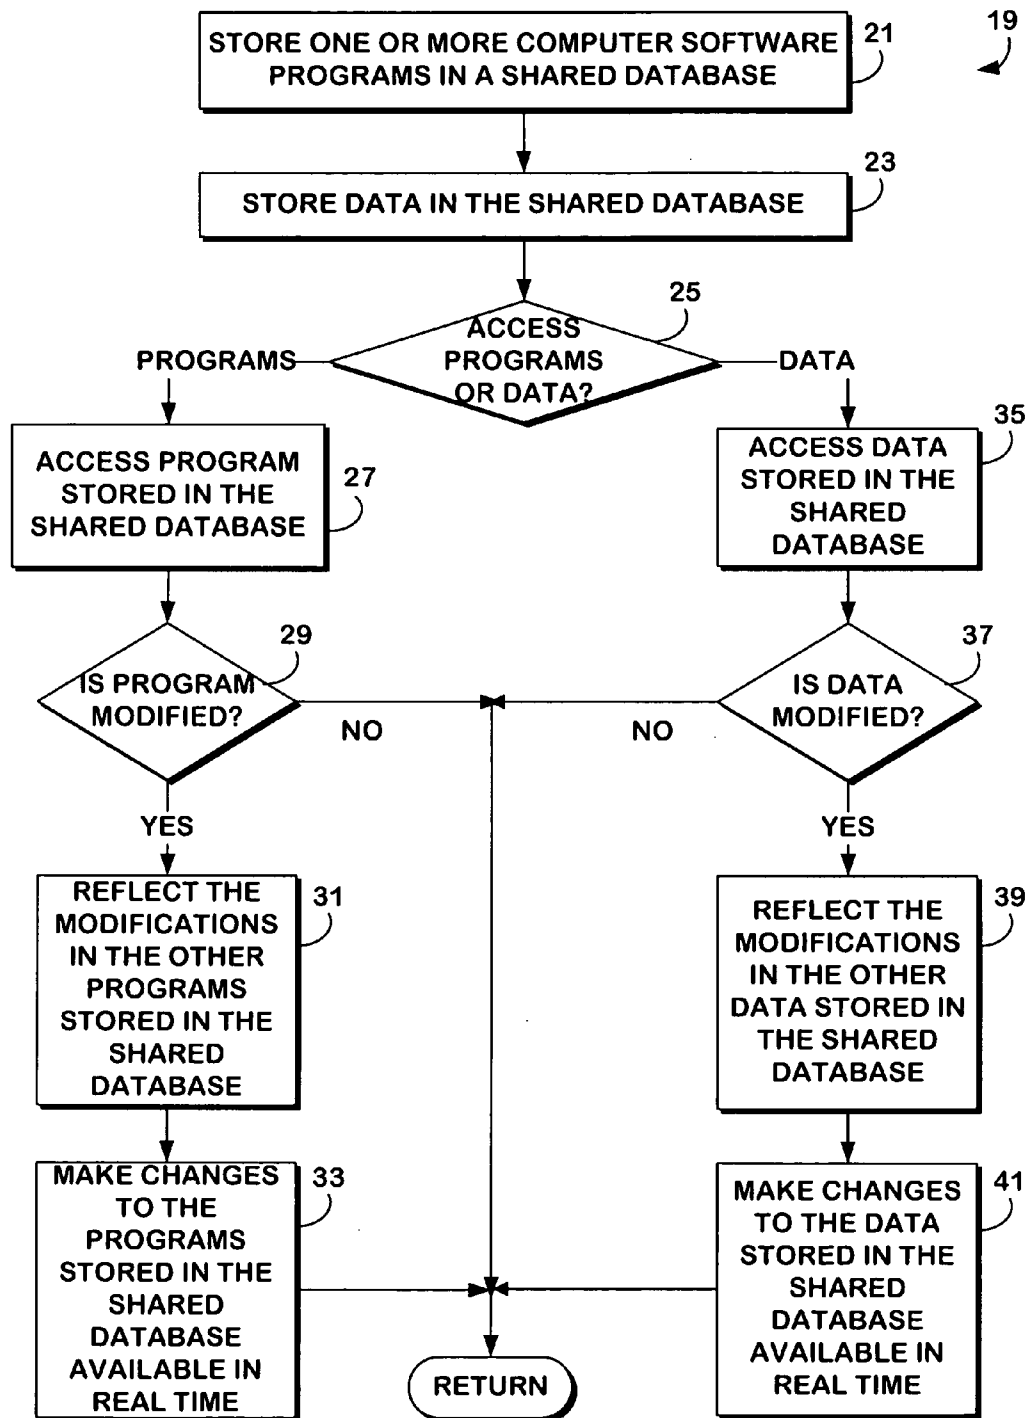 STORE ONE OR MORE COMPUTER SOFTWARE
PROGRAMS IN A SHARED DATABASE
21
19
STORE DATA IN THE SHARED DATABASE
23
ACCESS
PROGRAMS
OR DATA?
25
PROGRAMS
DATA
ACCESS PROGRAM
STORED IN THE
SHARED DATABASE
27
ACCESS DATA
STORED IN THE
SHARED
DATABASE
35
IS PROGRAM
MODIFIED?
29
NO
IS DATA
MODIFIED?
37
NO
YES
YES
REFLECT THE
MODIFICATIONS
IN THE OTHER
PROGRAMS
STORED IN THE
SHARED
DATABASE
31
REFLECT THE
MODIFICATIONS
IN THE OTHER
DATA STORED IN
THE SHARED
DATABASE
39
MAKE CHANGES
TO THE
PROGRAMS
STORED IN THE
SHARED
DATABASE
AVAILABLE IN
REAL TIME
33
MAKE CHANGES
TO THE DATA
STORED IN THE
SHARED
DATABASE
AVAILABLE IN
REAL TIME
41
RETURN